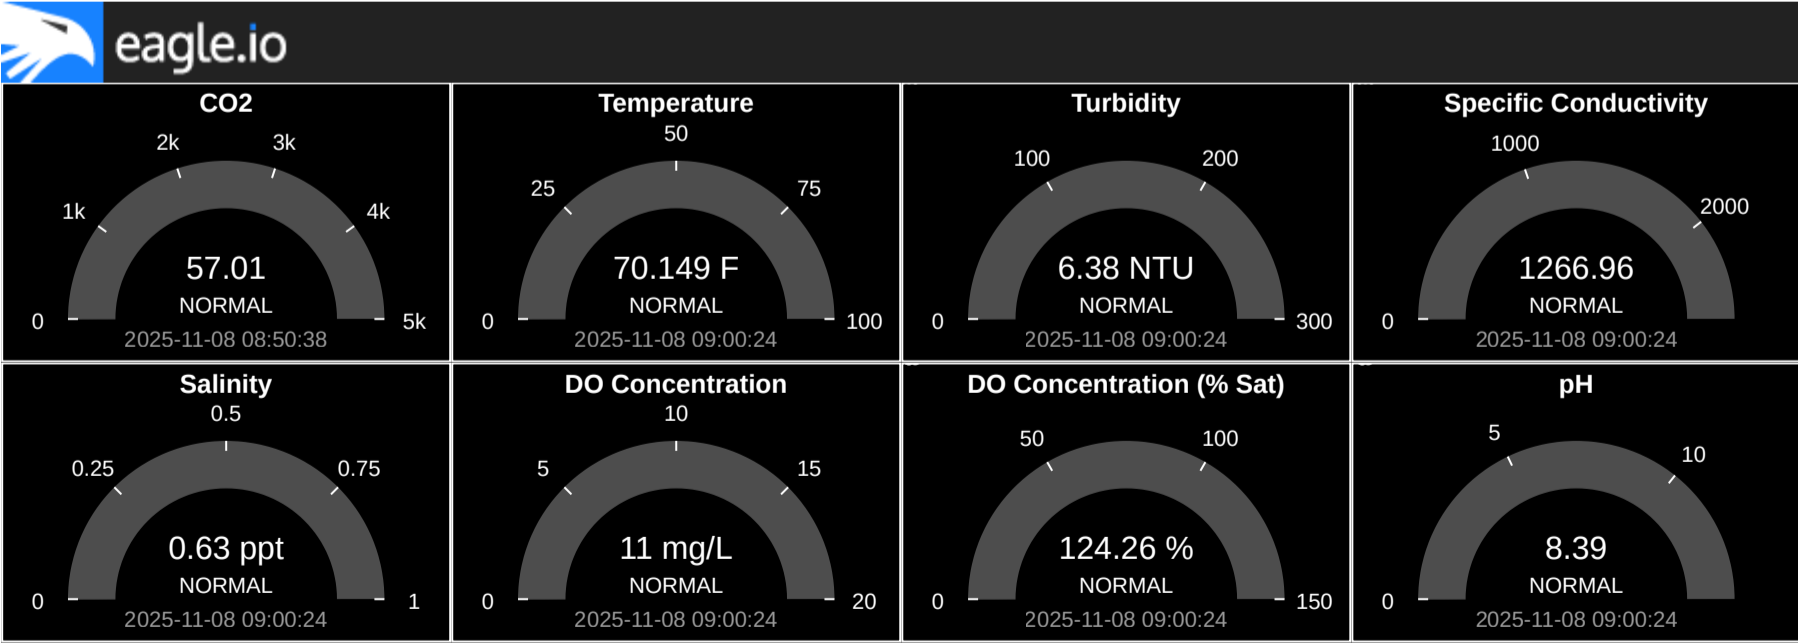 eagle.io
CO2
0
1k
2k
3k
4k
5k
57.01
NORMAL
2025-11-08 08:50:38
Temperature
0
25
50
75
100
70.149 F
NORMAL
2025-11-08 09:00:24
Turbidity
0
100
200
300
6.38 NTU
NORMAL
2025-11-08 09:00:24
Specific Conductivity
0
1000
2000
1266.96
NORMAL
2025-11-08 09:00:24
Salinity
0
0.25
0.5
0.75
1
0.63 ppt
NORMAL
2025-11-08 09:00:24
DO Concentration
0
5
10
15
20
11 mg/L
NORMAL
2025-11-08 09:00:24
DO Concentration (% Sat)
0
50
100
150
124.26 %
NORMAL
2025-11-08 09:00:24
pH
0
5
10
8.39
NORMAL
2025-11-08 09:00:24